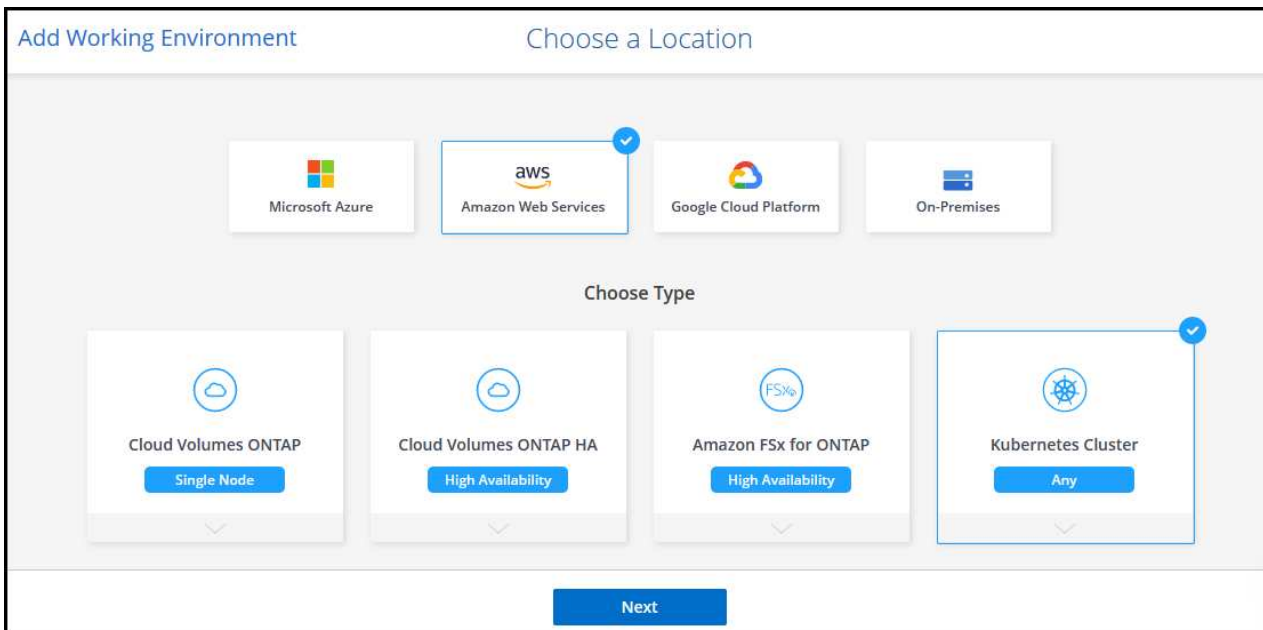 Add Working Environment
Choose a Location
aws
Microsoft Azure
Amazon Web Services
Google Cloud Platform
On-Premises
Choose Type
FSx
Cloud Volumes ONTAP
Cloud Volumes ONTAP HA
Amazon FSx for ONTAP
Kubernetes Cluster
Single Node
High Availability
High Availability
Any
Next